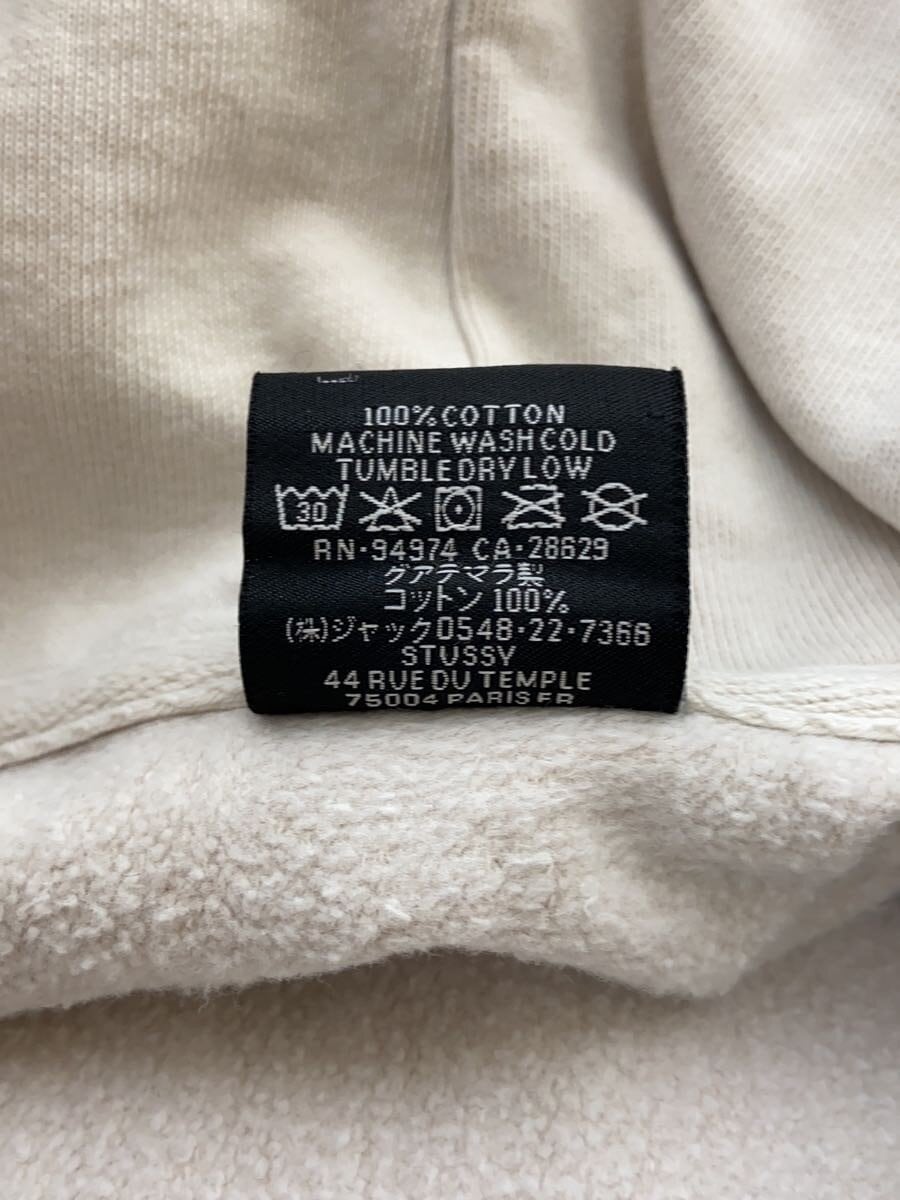 100% COTTON
MACHINE WASH COLD
TUMBLE DRY LOW
30
RN·94974 CA·28629
グアテマラ製
コットン 100%
(株)ジャック0548·22·7366
STUSSY
44 RUE DU TEMPLE
75004 PARIS FR